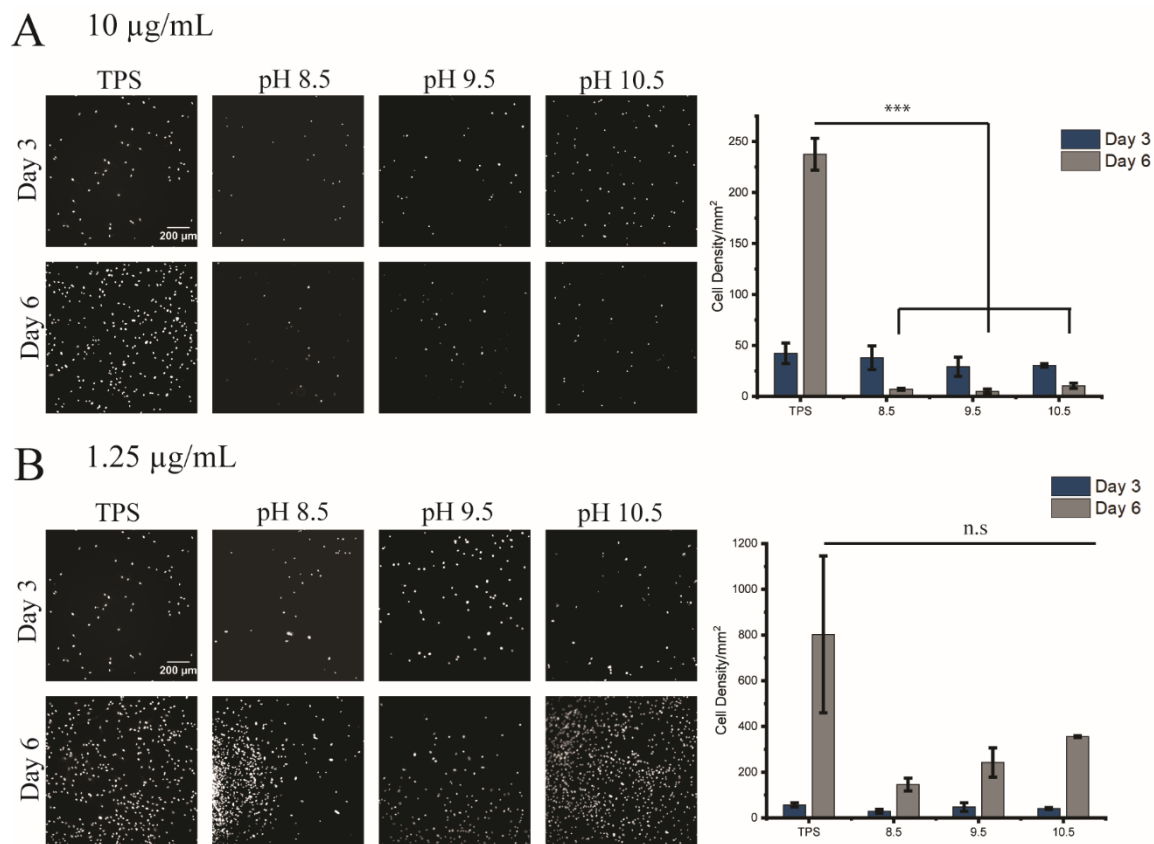 A 10 µg/mL
TPS pH 8.5 pH 9.5 pH 10.5
Day 3
200 µm
Day 6
***
Day 3
Day 6
Cell Density/mm²
250
200
150
100
50
0
TPS 8.5 9.5 10.5
B 1.25 µg/mL
TPS pH 8.5 pH 9.5 pH 10.5
Day 3
200 µm
Day 6
Day 3
Day 6
n.s
Cell Density/mm²
1200
1000
800
600
400
200
0
TPS 8.5 9.5 10.5